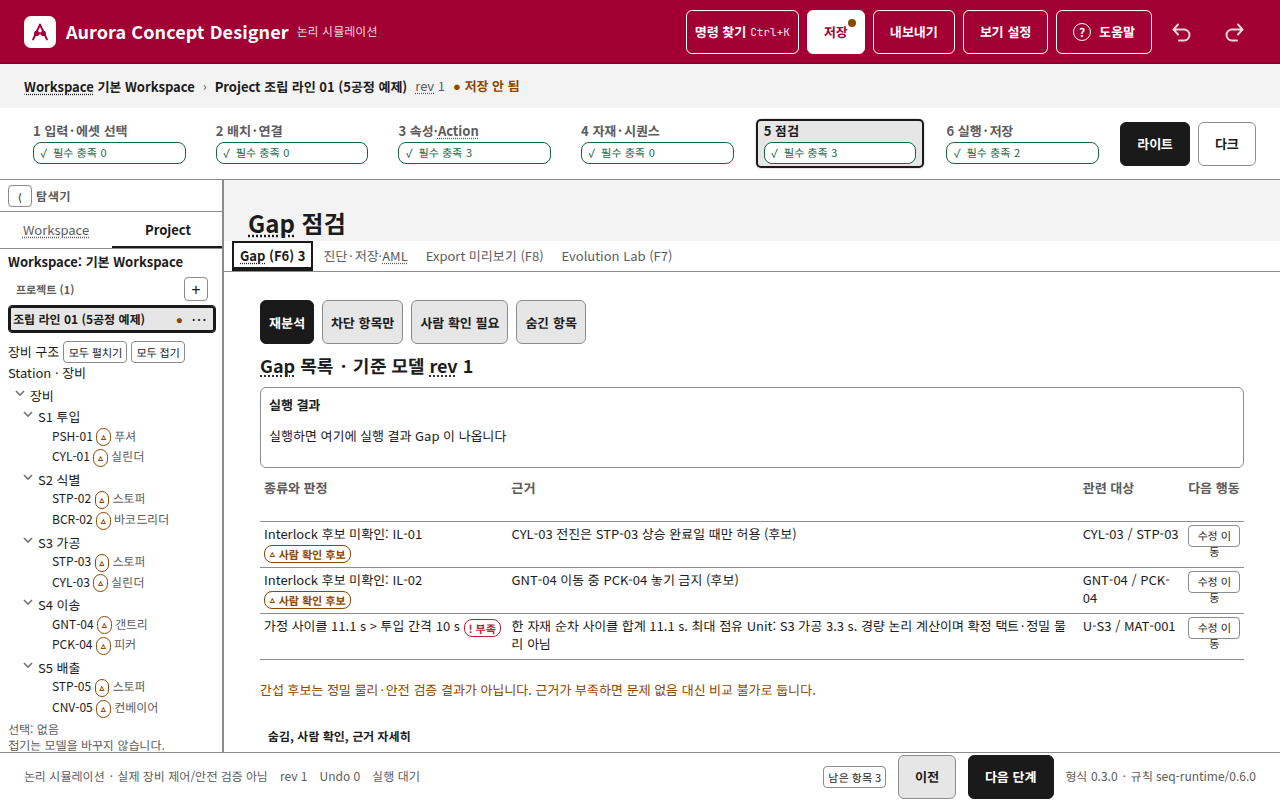 Aurora Concept Designer 논리 시뮬레이션 명령 찾기 Ctrl+K 저장 내보내기 보기 설정 ? 도움말
Workspace 기본 Workspace › Project 조립 라인 01 (5공정 예제) rev 1 ● 저장 안 됨
1 입력·에셋 선택 2 배치·연결 3 속성·Action 4 자재·시퀀스 5 점검 6 실행·저장
✓ 필수 충족 0 ✓ 필수 충족 0 ✓ 필수 충족 3 ✓ 필수 충족 0 ✓ 필수 충족 3 ✓ 필수 충족 2 라이트 다크
⟨ 탐색기
Workspace Project
Workspace: 기본 Workspace
프로젝트 (1) +
조립 라인 01 (5공정 예제) ● ···
장비 구조 모두 펼치기 모두 접기
Station · 장비
장비
S1 투입
PSH-01 △ 푸셔
CYL-01 △ 실린더
S2 식별
STP-02 △ 스토퍼
BCR-02 △ 바코드리더
S3 가공
STP-03 △ 스토퍼
CYL-03 △ 실린더
S4 이송
GNT-04 △ 갠트리
PCK-04 △ 피커
S5 배출
STP-05 △ 스토퍼
CNV-05 △ 컨베이어
선택: 없음
접기는 모델을 바꾸지 않습니다.
Gap 점검
Gap (F6) 3 진단·저장·AML Export 미리보기 (F8) Evolution Lab (F7)
재분석 차단 항목만 사람 확인 필요 숨긴 항목
Gap 목록 · 기준 모델 rev 1
실행 결과
실행하면 여기에 실행 결과 Gap 이 나옵니다
종류와 판정 근거 관련 대상 다음 행동
Interlock 후보 미확인: IL-01 CYL-03 전진은 STP-03 상승 완료일 때만 허용 (후보) CYL-03 / STP-03 수정 이
△ 사람 확인 후보 동
Interlock 후보 미확인: IL-02 GNT-04 이동 중 PCK-04 놓기 금지 (후보) GNT-04 / PCK- 수정 이
△ 사람 확인 후보 04 동
가정 사이클 11.1 s > 투입 간격 10 s ! 부족 한 자재 순차 사이클 합계 11.1 s. 최대 점유 Unit: S3 가공 3.3 s. 경량 논리 계산이며 확정 택트·정밀 물 U-S3 / MAT-001 수정 이
리 아님 동
간섭 후보는 정밀 물리·안전 검증 결과가 아닙니다. 근거가 부족하면 문제 없음 대신 비교 불가로 둡니다.
숨김, 사람 확인, 근거 자세히
논리 시뮬레이션 · 실제 장비 제어/안전 검증 아님 rev 1 Undo 0 실행 대기 남은 항목 3 이전 다음 단계 형식 0.3.0 · 규칙 seq-runtime/0.6.0